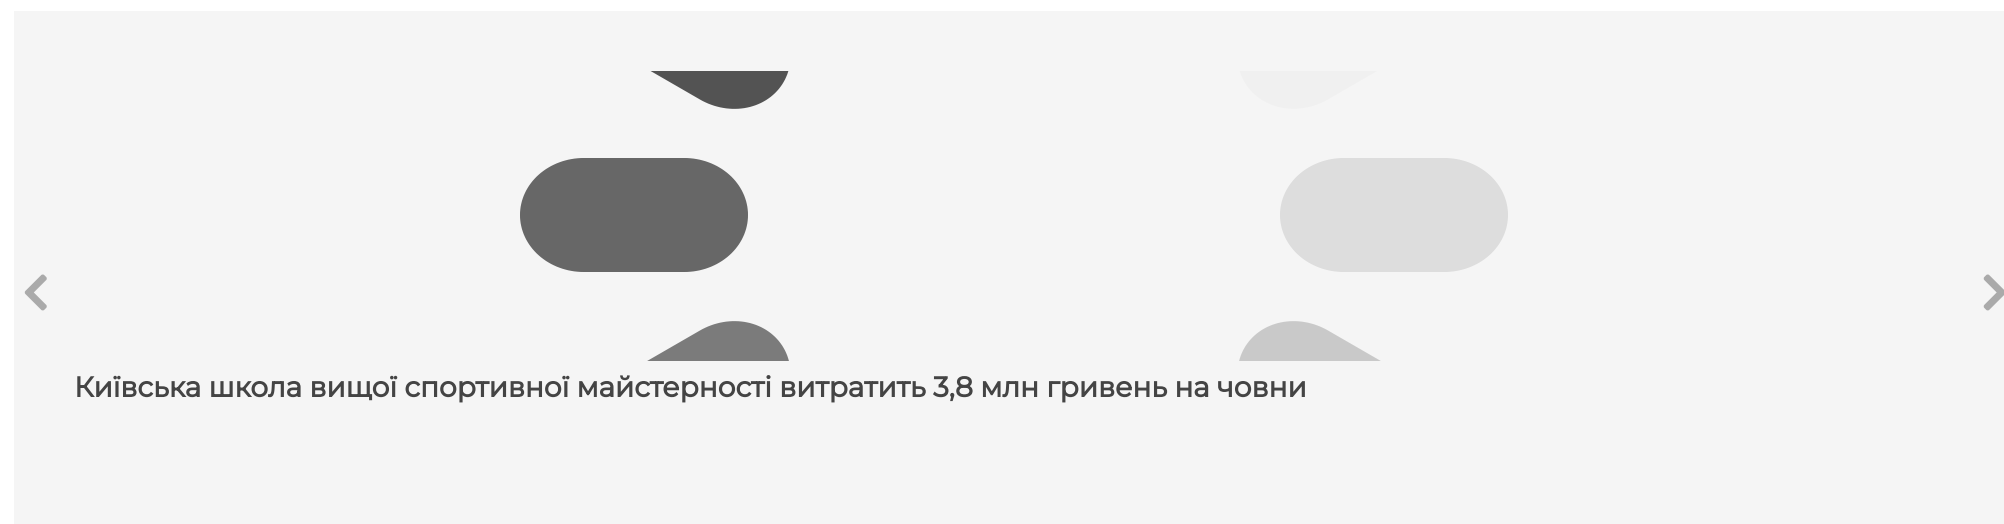 Київська школа вищої спортивної майстерності витратить 3,8 млн гривень на човни